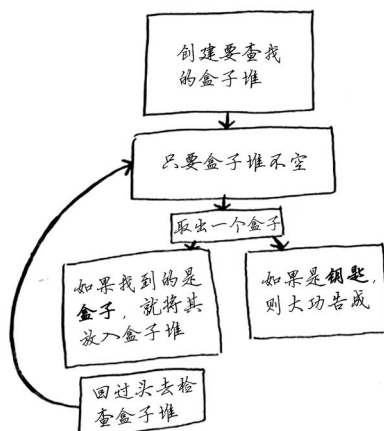 创建要查找
的盒子堆
只要盒子堆不空
取出一个盒子
如果找到的是
盒子，就将其
放入盒子堆
如果是钥匙，
则大功告成
回过头去检
查盒子堆